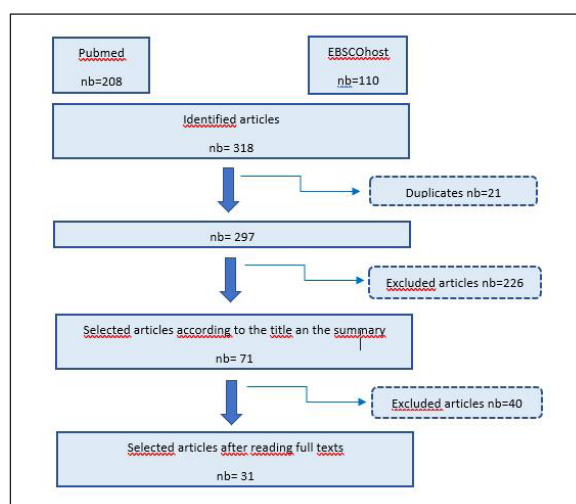 Pubmed
nb=208
EBSCOhost
nb=110
Identified articles
nb= 318
Duplicates nb=21
nb= 297
Excluded articles nb=226
Selected articles according to the title an the summary
nb= 71
Excluded articles nb=40
Selected articles after reading full texts
nb= 31